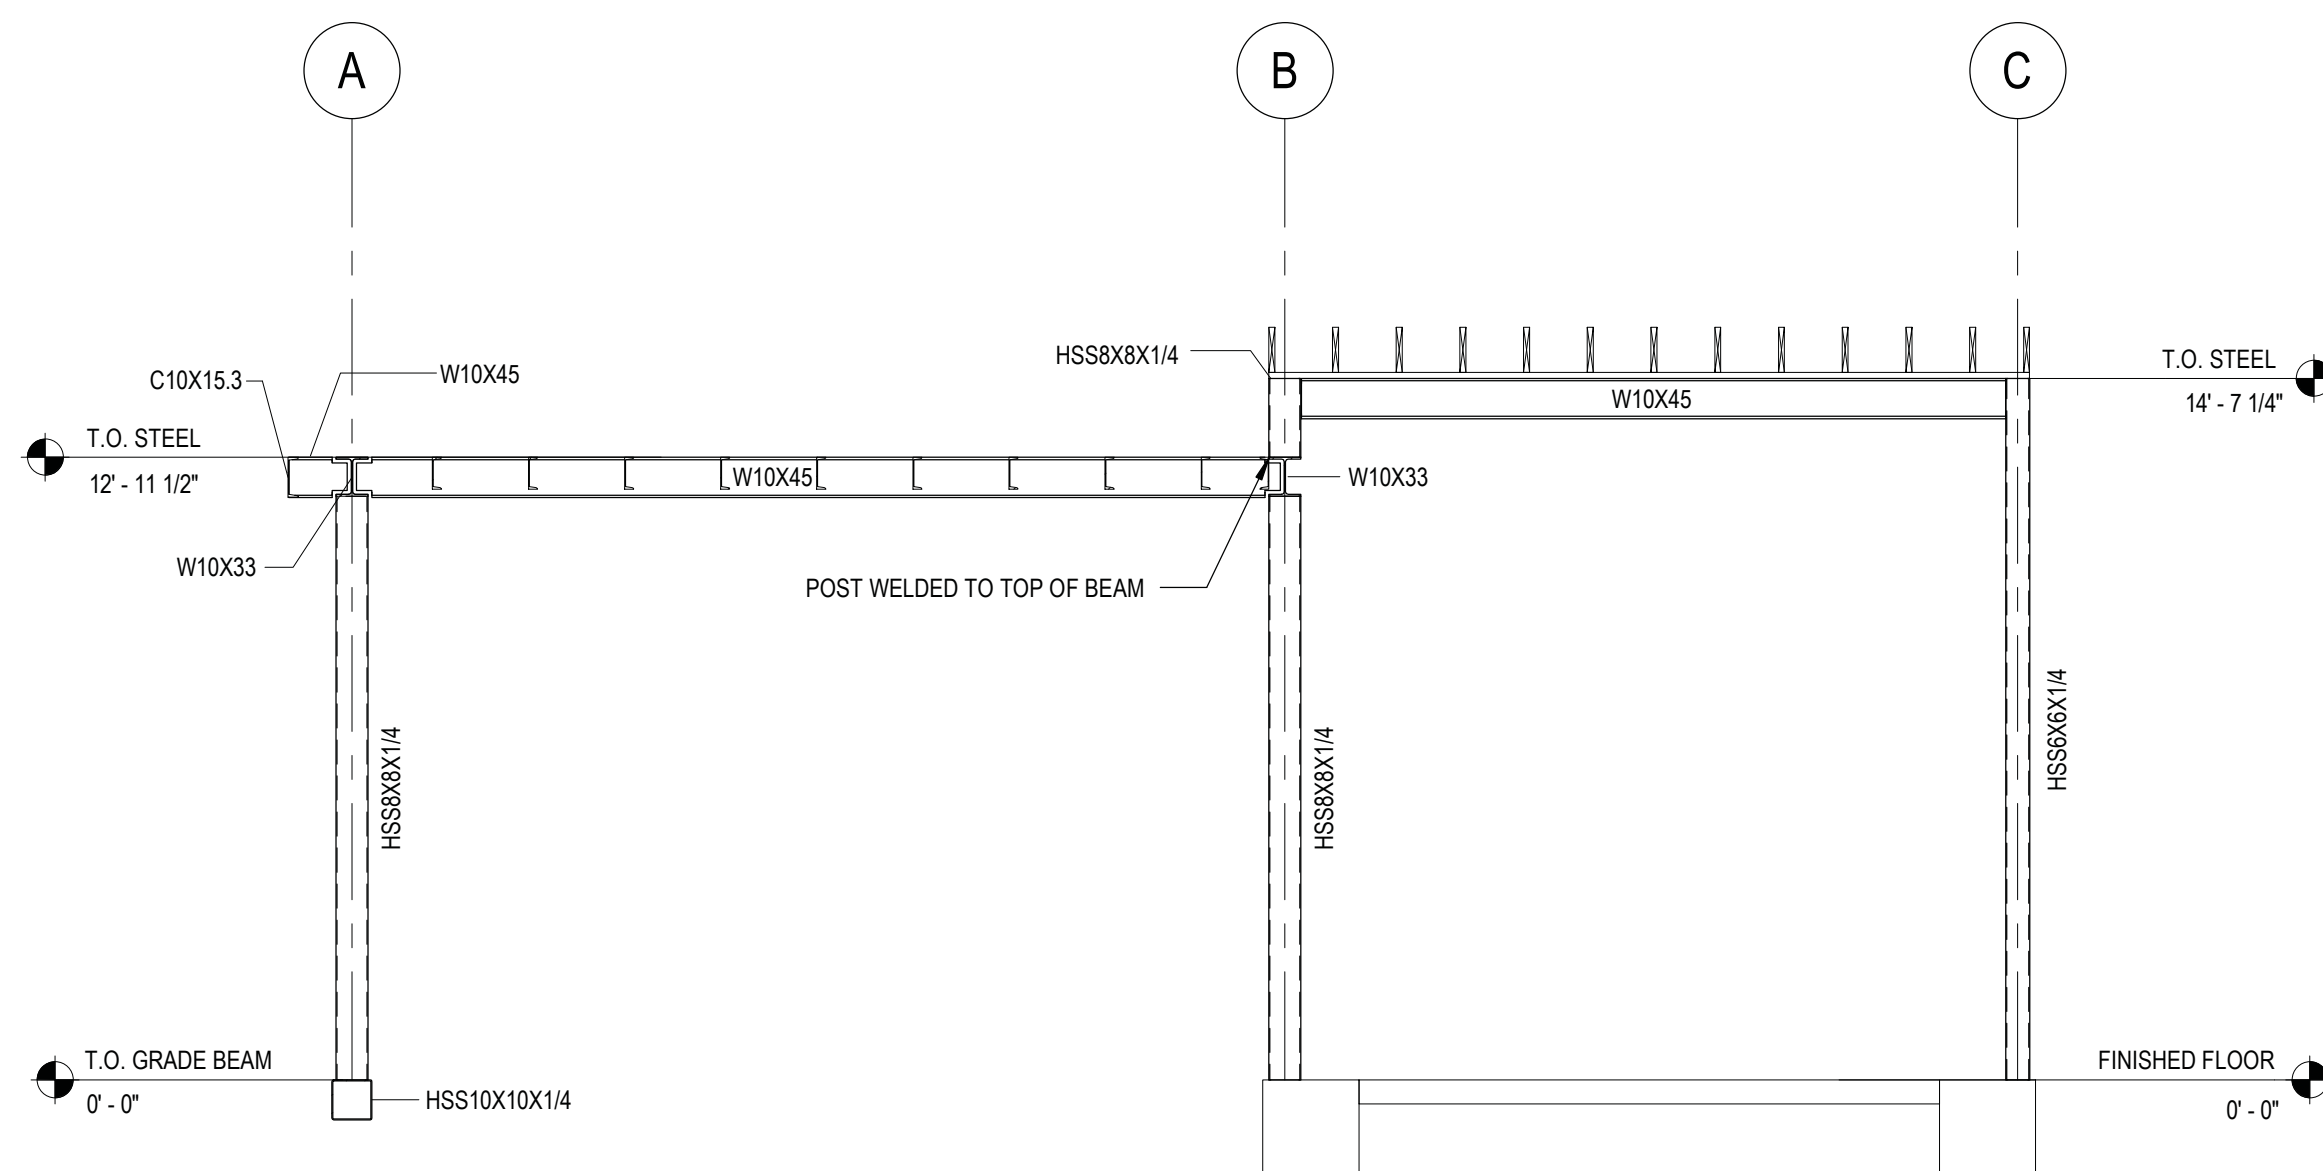 A
B
C
HSS8X8X1/4
T.O. STEEL
14' - 7 1/4"
C10X15.3
W10X45
W10X45
T.O. STEEL
12' - 11 1/2"
W10X45
W10X33
W10X33
POST WELDED TO TOP OF BEAM
HSS8X8X1/4
HSS8X8X1/4
HSS6X6X1/4
T.O. GRADE BEAM
0' - 0"
HSS10X10X1/4
FINISHED FLOOR
0' - 0"